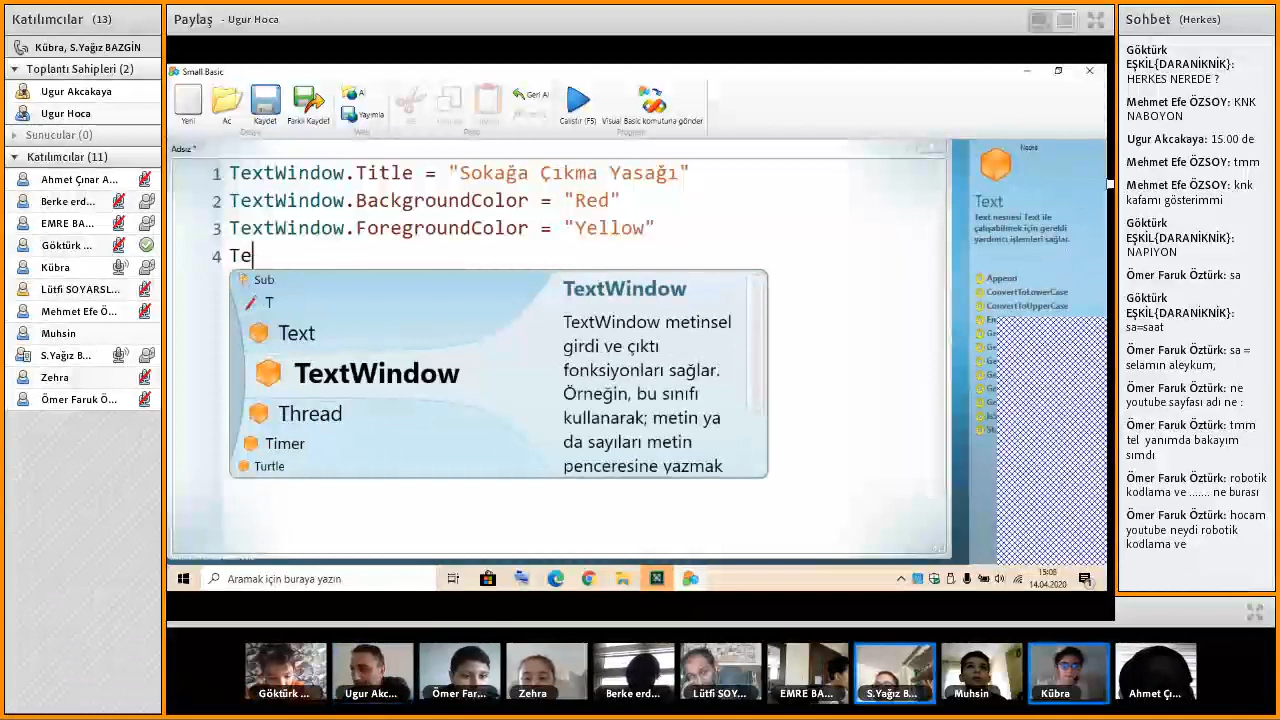 Katılımcılar (13)
Kübra, S.Yağız BAZGİN
Toplantı Sahipleri (2)
Ugur Akcakaya
Ugur Hoca
Sunucular (0)
Katılımcılar (11)
Ahmet Çınar A...
Berke erd...
EMRE BA...
Göktürk ...
Kübra
Lütfi SOYARSL...
Mehmet Efe Ö...
Muhsin
S.Yağız B...
Zehra
Ömer Faruk Ö...
Paylaş - Ugur Hoca
Small Basic
Yeni
Aç
Kaydet
Farklı Kaydet
Al
Yayımla
Geri Al
Çalıştır (F5)
Visual Basic komutuna gönder
Program
Adsız *
1 TextWindow.Title = "Sokağa Çıkma Yasağı"
2 TextWindow.BackgroundColor = "Red"
3 TextWindow.ForegroundColor = "Yellow"
4 Te
Sub
T
Text
TextWindow
Thread
Timer
Turtle
TextWindow
TextWindow metinsel
girdi ve çıktı
fonksiyonları sağlar.
Örneğin, bu sınıfı
kullanarak; metin ya
da sayıları metin
penceresine yazmak
Text
Text nesnesi Text ile
çalışabilmek için gerekli
yardımcı işlemleri sağlar.
Append
ConvertToLowerCase
ConvertToUpperCase
Aramak için buraya yazın
15:08
14.04.2020
Sohbet (Herkes)
Göktürk
EŞKİL{DARANİKNİK}:
HERKES NEREDE ?
Mehmet Efe ÖZSOY: KNK
NABOYON
Ugur Akcakaya: 15.00 de
Mehmet Efe ÖZSOY: tmm
Mehmet Efe ÖZSOY: knk
kafamı gösterimmi
Göktürk
EŞKİL{DARANİKNİK}:
NAPIYON
Ömer Faruk Öztürk: sa
Göktürk
EŞKİL{DARANİKNİK}:
sa=saat
Ömer Faruk Öztürk: sa =
selamın aleykum,
Ömer Faruk Öztürk: ne
youtube sayfası adı ne :
Ömer Faruk Öztürk: tmm
tel yanımda bakayım
sımdı
Ömer Faruk Öztürk: robotik
kodlama ve ....... ne burası
Ömer Faruk Öztürk: hocam
youtube neydi robotik
kodlama ve
Göktürk ...
Ugur Akc...
Ömer Far...
Zehra
Berke erd...
Lütfi SOY...
EMRE BA...
S.Yağız B...
Muhsin
Kübra
Ahmet Çı...